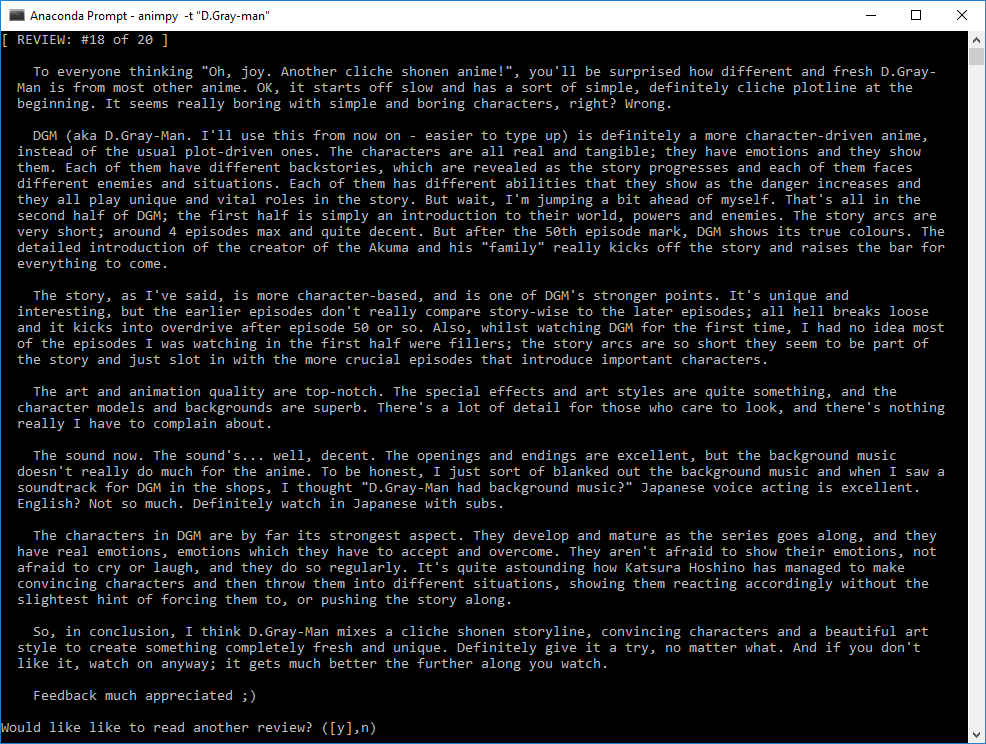 Anaconda Prompt - animpy -t "D.Gray-man"
[ REVIEW: #18 of 20 ]
To everyone thinking "Oh, joy. Another cliche shonen anime!", you'll be surprised how different and fresh D.Gray-
Man is from most other anime. OK, it starts off slow and has a sort of simple, definitely cliche plotline at the
beginning. It seems really boring with simple and boring characters, right? Wrong.
DGM (aka D.Gray-Man. I'll use this from now on - easier to type up) is definitely a more character-driven anime,
instead of the usual plot-driven ones. The characters are all real and tangible; they have emotions and they show
them. Each of them have different backstories, which are revealed as the story progresses and each of them faces
different enemies and situations. Each of them has different abilities that they show as the danger increases and
they all play unique and vital roles in the story. But wait, I'm jumping a bit ahead of myself. That's all in the
second half of DGM; the first half is simply an introduction to their world, powers and enemies. The story arcs are
very short; around 4 episodes max and quite decent. But after the 50th episode mark, DGM shows its true colours. The
detailed introduction of the creator of the Akuma and his "family" really kicks off the story and raises the bar for
everything to come.
The story, as I've said, is more character-based, and is one of DGM's stronger points. It's unique and
interesting, but the earlier episodes don't really compare story-wise to the later episodes; all hell breaks loose
and it kicks into overdrive after episode 50 or so. Also, whilst watching DGM for the first time, I had no idea most
of the episodes I was watching in the first half were fillers; the story arcs are so short they seem to be part of
the story and just slot in with the more crucial episodes that introduce important characters.
The art and animation quality are top-notch. The special effects and art styles are quite something, and the
character models and backgrounds are superb. There's a lot of detail for those who care to look, and there's nothing
really I have to complain about.
The sound now. The sound's... well, decent. The openings and endings are excellent, but the background music
doesn't really do much for the anime. To be honest, I just sort of blanked out the background music and when I saw a
soundtrack for DGM in the shops, I thought "D.Gray-Man had background music?" Japanese voice acting is excellent.
English? Not so much. Definitely watch in Japanese with subs.
The characters in DGM are by far its strongest aspect. They develop and mature as the series goes along, and they
have real emotions, emotions which they have to accept and overcome. They aren't afraid to show their emotions, not
afraid to cry or laugh, and they do so regularly. It's quite astounding how Katsura Hoshino has managed to make
convincing characters and then throw them into different situations, showing them reacting accordingly without the
slightest hint of forcing them to, or pushing the story along.
So, in conclusion, I think D.Gray-Man mixes a cliche shonen storyline, convincing characters and a beautiful art
style to create something completely fresh and unique. Definitely give it a try, no matter what. And if you don't
like it, watch on anyway; it gets much better the further along you watch.
Feedback much appreciated ;)
Would like like to read another review? ([y],n)